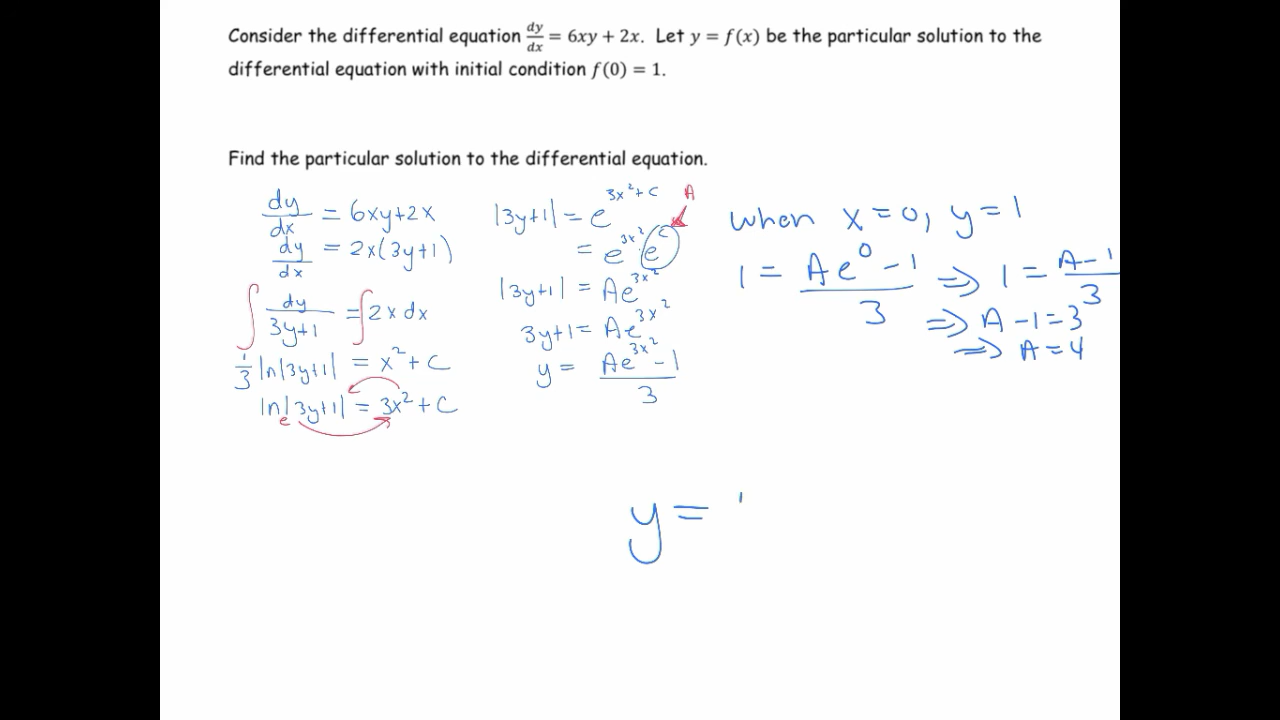 Consider the differential equation dy/dx = 6xy + 2x. Let y = f(x) be the particular solution to the
differential equation with initial condition f(0) = 1.
Find the particular solution to the differential equation.
dy/dx = 6xy+2x
dy/dx = 2x(3y+1)
∫ dy/(3y+1) = ∫ 2x dx
1/3 ln|3y+1| = x² + C
ln|3y+1| = 3x² + C
e
|3y+1| = e^(3x²+C)
A
= e^(3x²) e^C
|3y+1| = Ae^(3x²)
3y+1 = Ae^(3x²)
y = (Ae^(3x²) - 1)/3
when x=0, y=1
1 = (Ae^0 - 1)/3 ⇒ 1 = (A-1)/3
⇒ A-1=3
⇒ A=4
y =